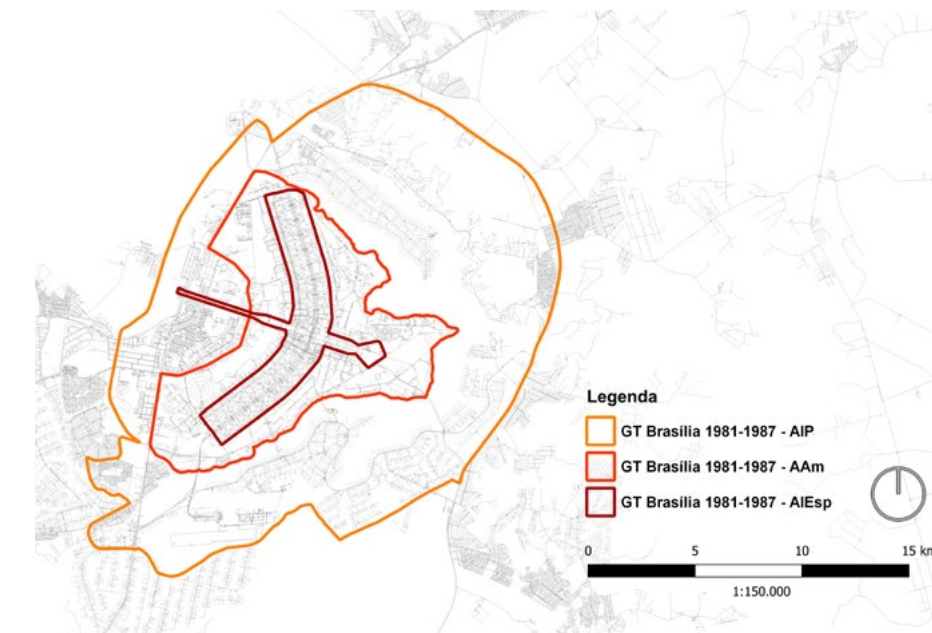 Legenda
GT Brasília 1981-1987 - AIP
GT Brasília 1981-1987 - AAm
GT Brasília 1981-1987 - AIEsp
0 5 10 15 km
1:150.000